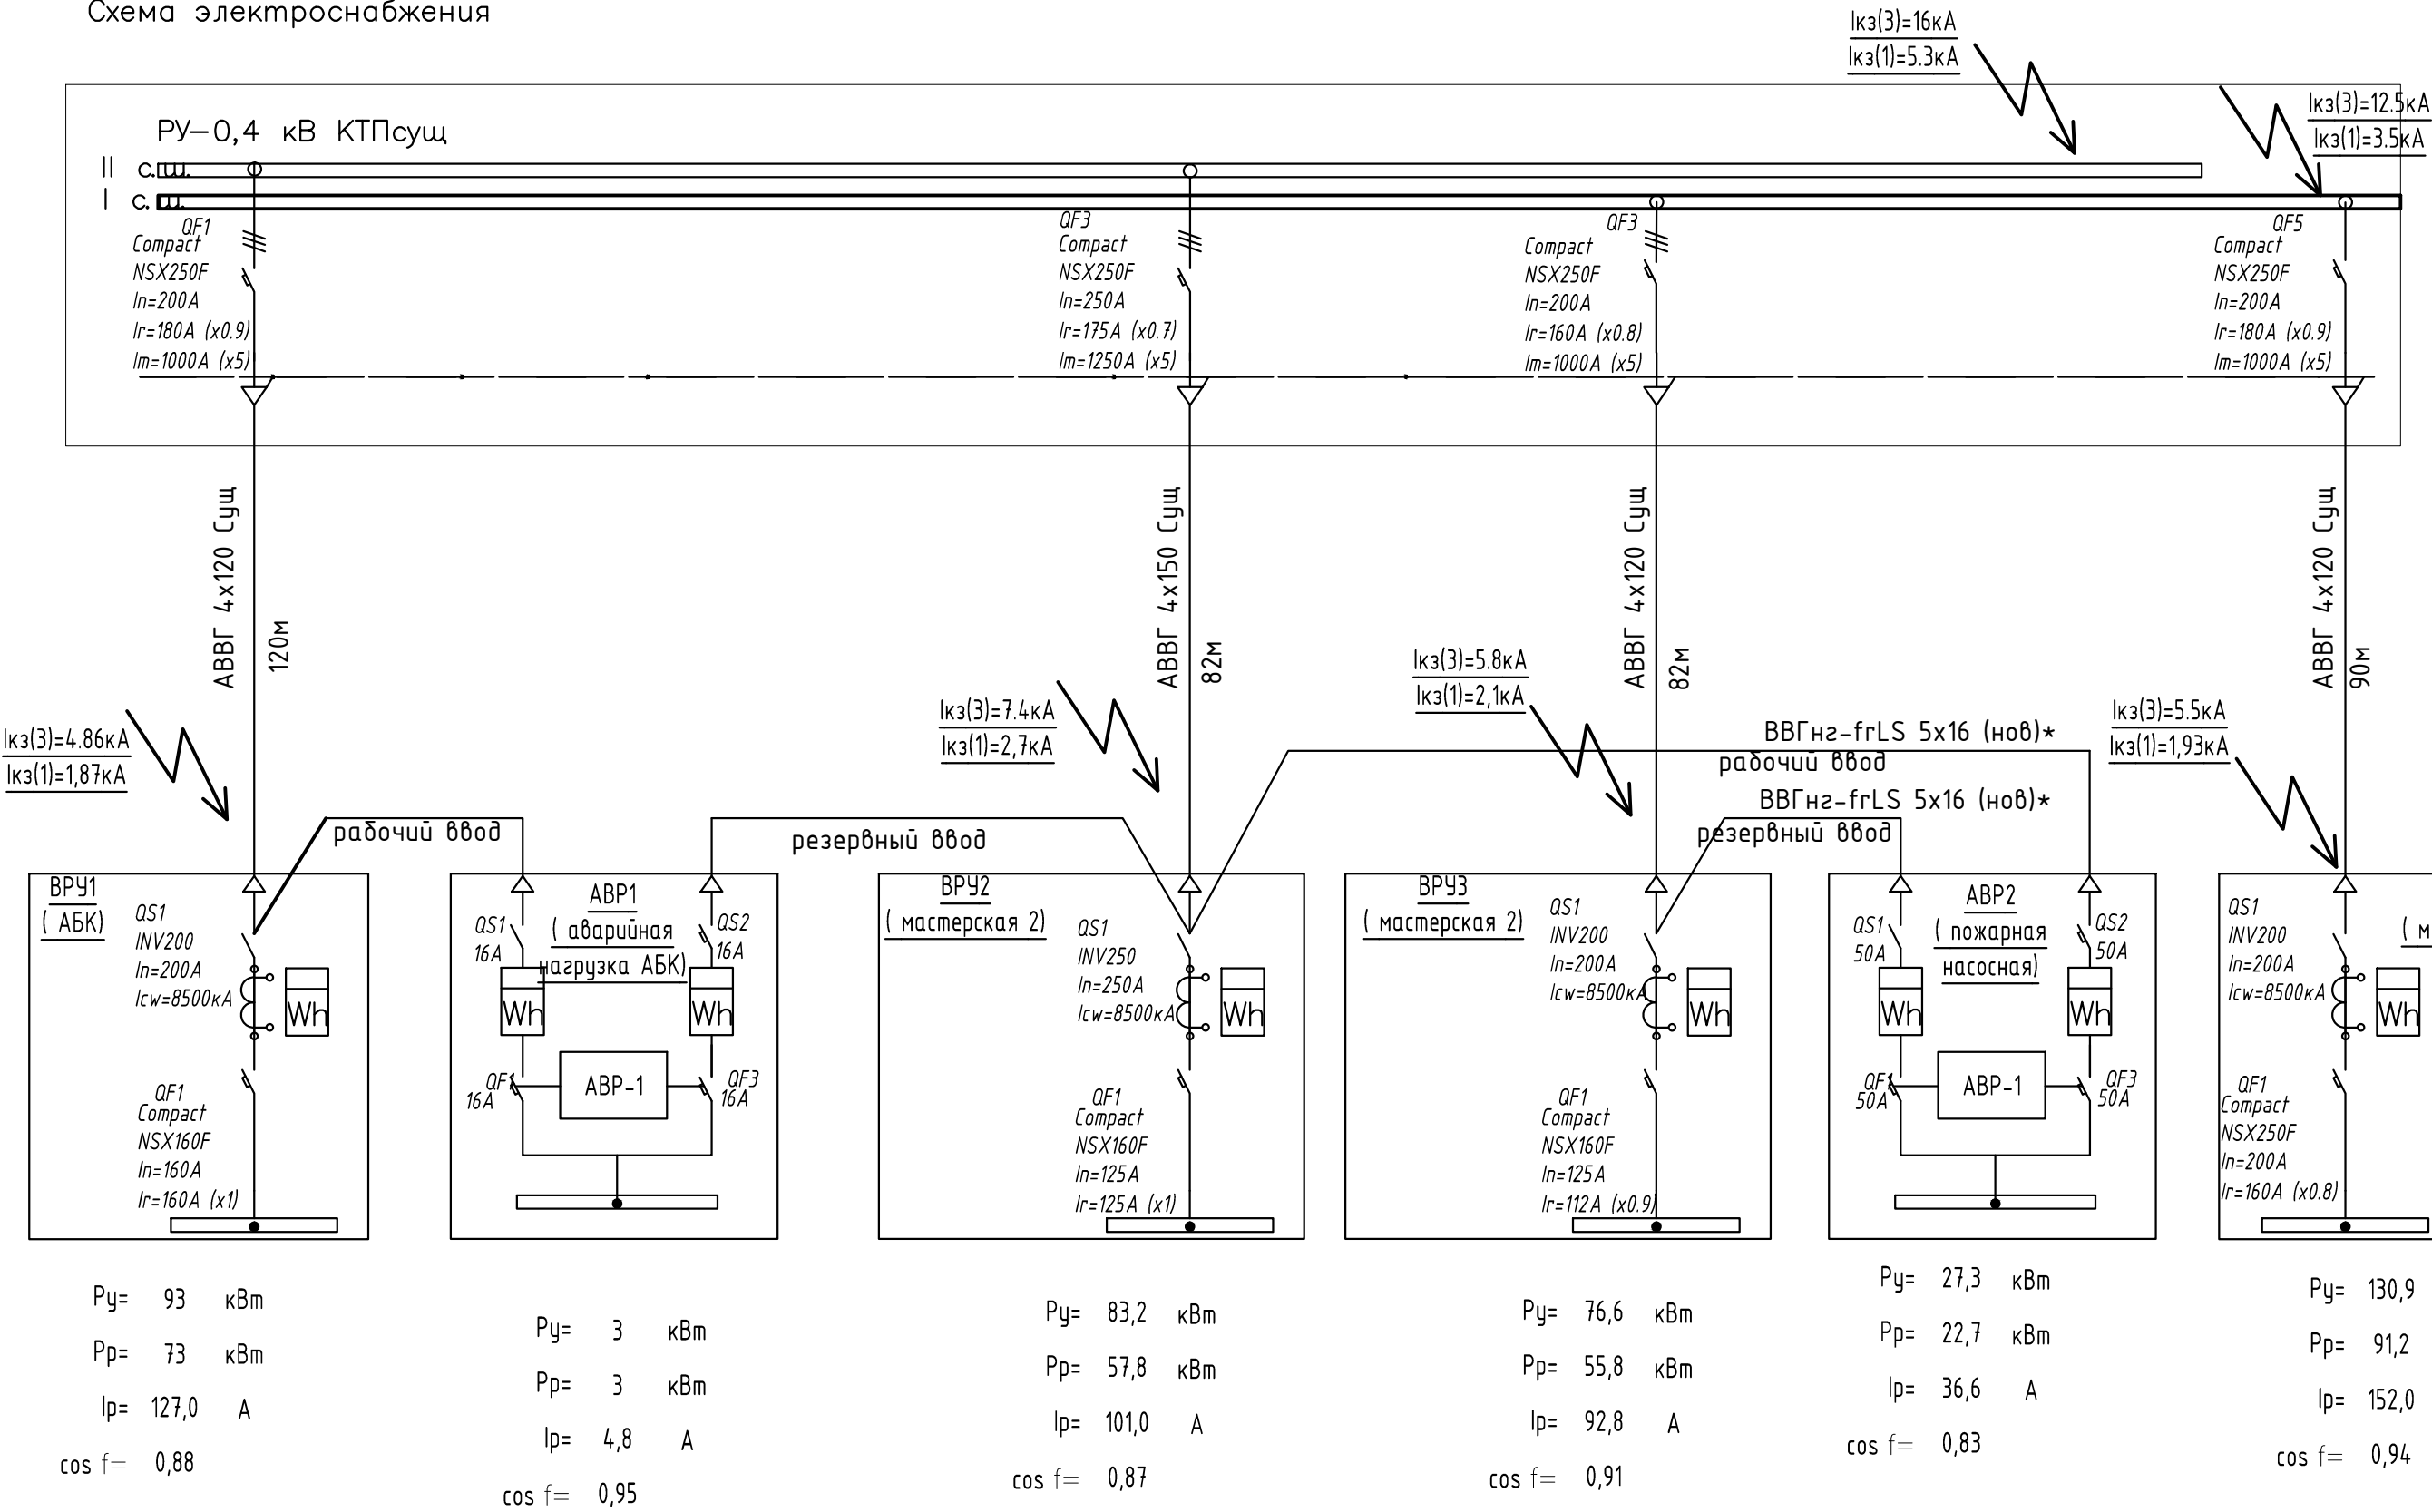 Схема электроснабжения
Iкз(3)=16кА
Iкз(1)=5.3кА
Iкз(3)=12.5кА
Iкз(1)=3.5кА
РУ-0,4 кВ КТПсущ
II с.ш.
I с.ш.
QF1
Compact
NSX250F
In=200A
Ir=180A (x0.9)
Im=1000A (x5)
QF3
Compact
NSX250F
In=250A
Ir=175A (x0.7)
Im=1250A (x5)
QF3
Compact
NSX250F
In=200A
Ir=160A (x0.8)
Im=1000A (x5)
QF5
Compact
NSX250F
In=200A
Ir=180A (x0.9)
Im=1000A (x5)
АВВГ 4х120 Сущ
120м
АВВГ 4х150 Сущ
82м
АВВГ 4х120 Сущ
82м
АВВГ 4х120 Сущ
90м
Iкз(3)=4.86кА
Iкз(1)=1,87кА
Iкз(3)=7.4кА
Iкз(1)=2,7кА
Iкз(3)=5.8кА
Iкз(1)=2,1кА
Iкз(3)=5.5кА
Iкз(1)=1,93кА
ВВГнг-frLS 5х16 (нов)*
рабочий ввод
ВВГнг-frLS 5х16 (нов)*
резервный ввод
рабочий ввод
резервный ввод
ВРУ1
( АБК)
QS1
INV200
In=200A
Icw=8500кА
Wh
QF1
Compact
NSX160F
In=160A
Ir=160A (x1)
АВР1
( аварийная
нагрузка АБК)
QS1
16A
QS2
16A
Wh
Wh
QF1
16A
АВР-1
QF3
16A
ВРУ2
( мастерская 2)
QS1
INV250
In=250A
Icw=8500кА
Wh
QF1
Compact
NSX160F
In=125A
Ir=125A (x1)
ВРУ3
( мастерская 2)
QS1
INV200
In=200A
Icw=8500кА
Wh
QF1
Compact
NSX160F
In=125A
Ir=112A (x0.9)
АВР2
( пожарная
насосная)
QS1
50A
QS2
50A
Wh
Wh
QF1
50A
АВР-1
QF3
50A
( м
QS1
INV200
In=200A
Icw=8500кА
Wh
QF1
Compact
NSX250F
In=200A
Ir=160A (x0.8)
Ру= 93 кВт
Рр= 73 кВт
Iр= 127,0 А
cos f= 0,88
Ру= 3 кВт
Рр= 3 кВт
Iр= 4,8 А
cos f= 0,95
Ру= 83,2 кВт
Рр= 57,8 кВт
Iр= 101,0 А
cos f= 0,87
Ру= 76,6 кВт
Рр= 55,8 кВт
Iр= 92,8 А
cos f= 0,91
Ру= 27,3 кВт
Рр= 22,7 кВт
Iр= 36,6 А
cos f= 0,83
Ру= 130,9
Рр= 91,2
Iр= 152,0
cos f= 0,94